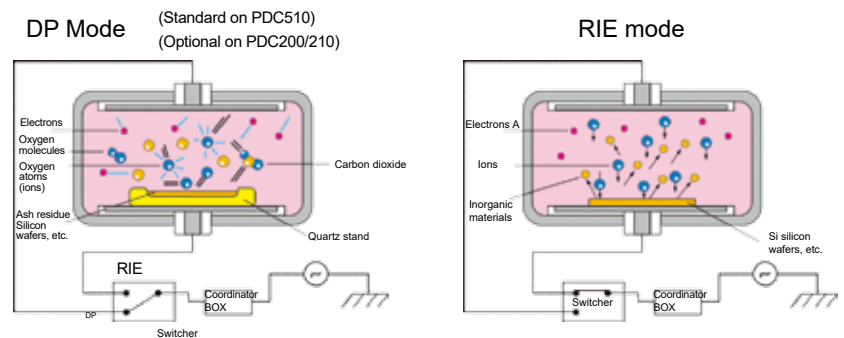 DP Mode
(Standard on PDC510)
(Optional on PDC200/210)
Electrons
Oxygen
molecules
Oxygen
atoms
(ions)
Ash residue
Silicon
wafers, etc.
Carbon dioxide
Quartz stand
RIE
DP
Coordinator
BOX
Switcher
RIE mode
Electrons A
Ions
Inorganic
materials
Si silicon
wafers, etc.
Switcher
Coordinator
BOX